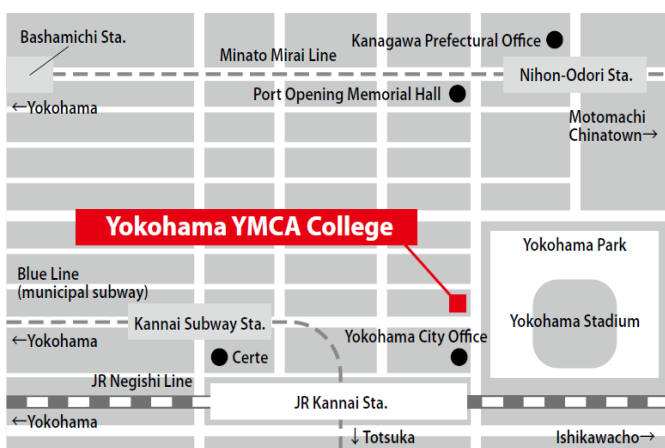 Bashamichi Sta.
Kanagawa Prefectural Office
Minato Mirai Line
Nihon-Odori Sta.
Port Opening Memorial Hall
←Yokohama
Motomachi
Chinatown→
Yokohama YMCA College
Yokohama Park
Blue Line
(municipal subway)
Kannai Subway Sta.
Yokohama Stadium
←Yokohama
Yokohama City Office
Certe
JR Negishi Line
JR Kannai Sta.
←Yokohama
↓Totsuka
Ishikawacho→